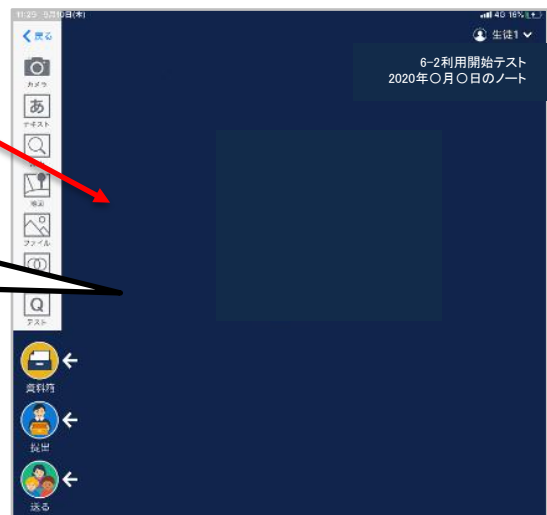 戻る
生徒1
6-2利用開始テスト
2020年〇月〇日のノート
カメラ
あ
テキスト
地図
ファイル
Q
テスト
資料箱
提出
送る